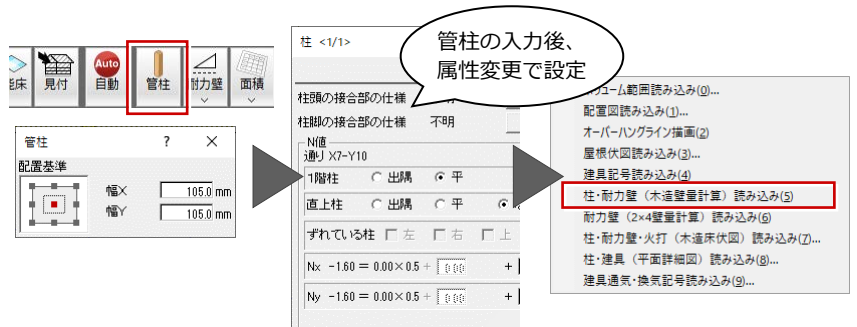 床
見付
Auto
自動
管柱
耐力壁
面積
管柱 ? ×
配置基準
幅X 105.0 mm
幅Y 105.0 mm
柱 <1/1>
管柱の入力後、
属性変更で設定
柱頭の接合部の仕様
柱脚の接合部の仕様 不明
N値
通り X7-Y10
1階柱 出隅 平
直上柱 出隅 平
ずれている柱 左 右 上
Nx -1.60 = 0.00×0.5 + 0.00 +
Ny -1.60 = 0.00×0.5 + 0.00 +
ューム範囲読み込み(0)...
配置図読み込み(1)...
オーバーハングライン描画(2)
屋根伏図読み込み(3)...
建具記号読み込み(4)
柱・耐力壁（木造壁量計算）読み込み(5)
耐力壁（2×4壁量計算）読み込み(6)
柱・耐力壁・火打（木造床伏図）読み込み(7)...
柱・建具（平面詳細図）読み込み(8)...
建具通気・換気記号読み込み(9)...